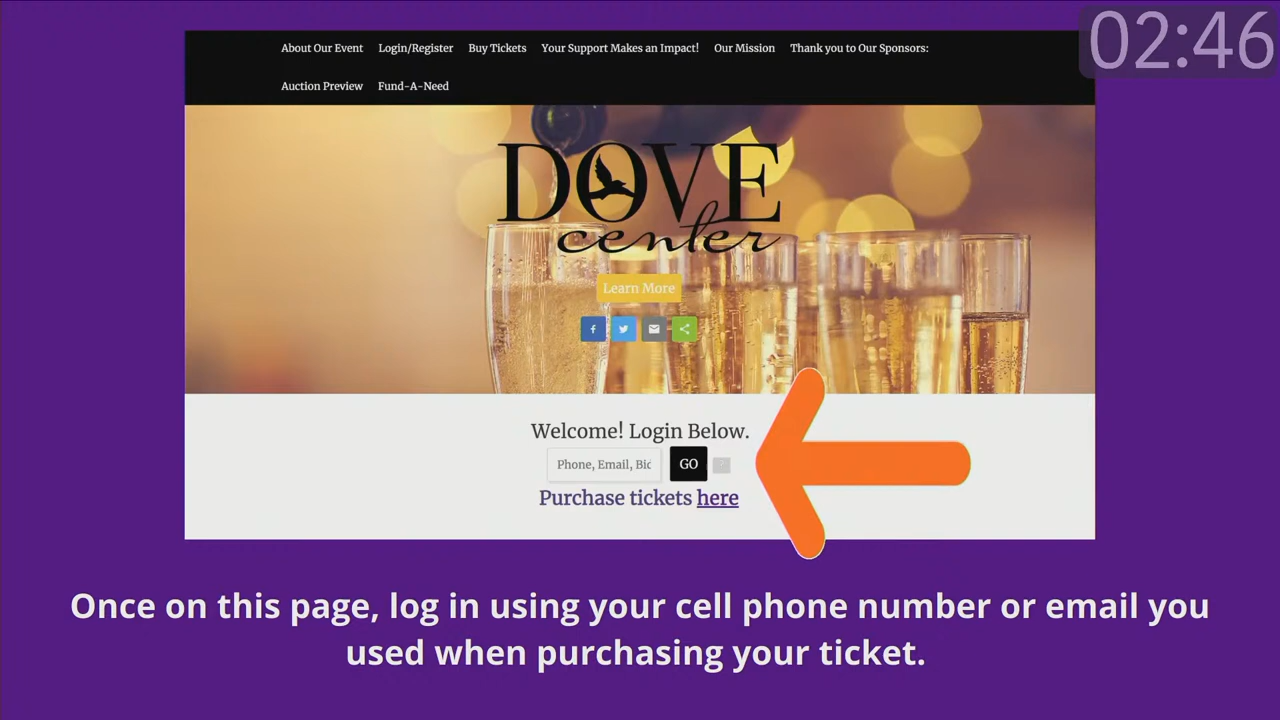 02:46
About Our Event Login/Register Buy Tickets Your Support Makes an Impact! Our Mission Thank you to Our Sponsors:
Auction Preview Fund-A-Need
DOVE
center
Learn More
Welcome! Login Below.
Phone, Email, Bid GO
Purchase tickets here
Once on this page, log in using your cell phone number or email you
used when purchasing your ticket.